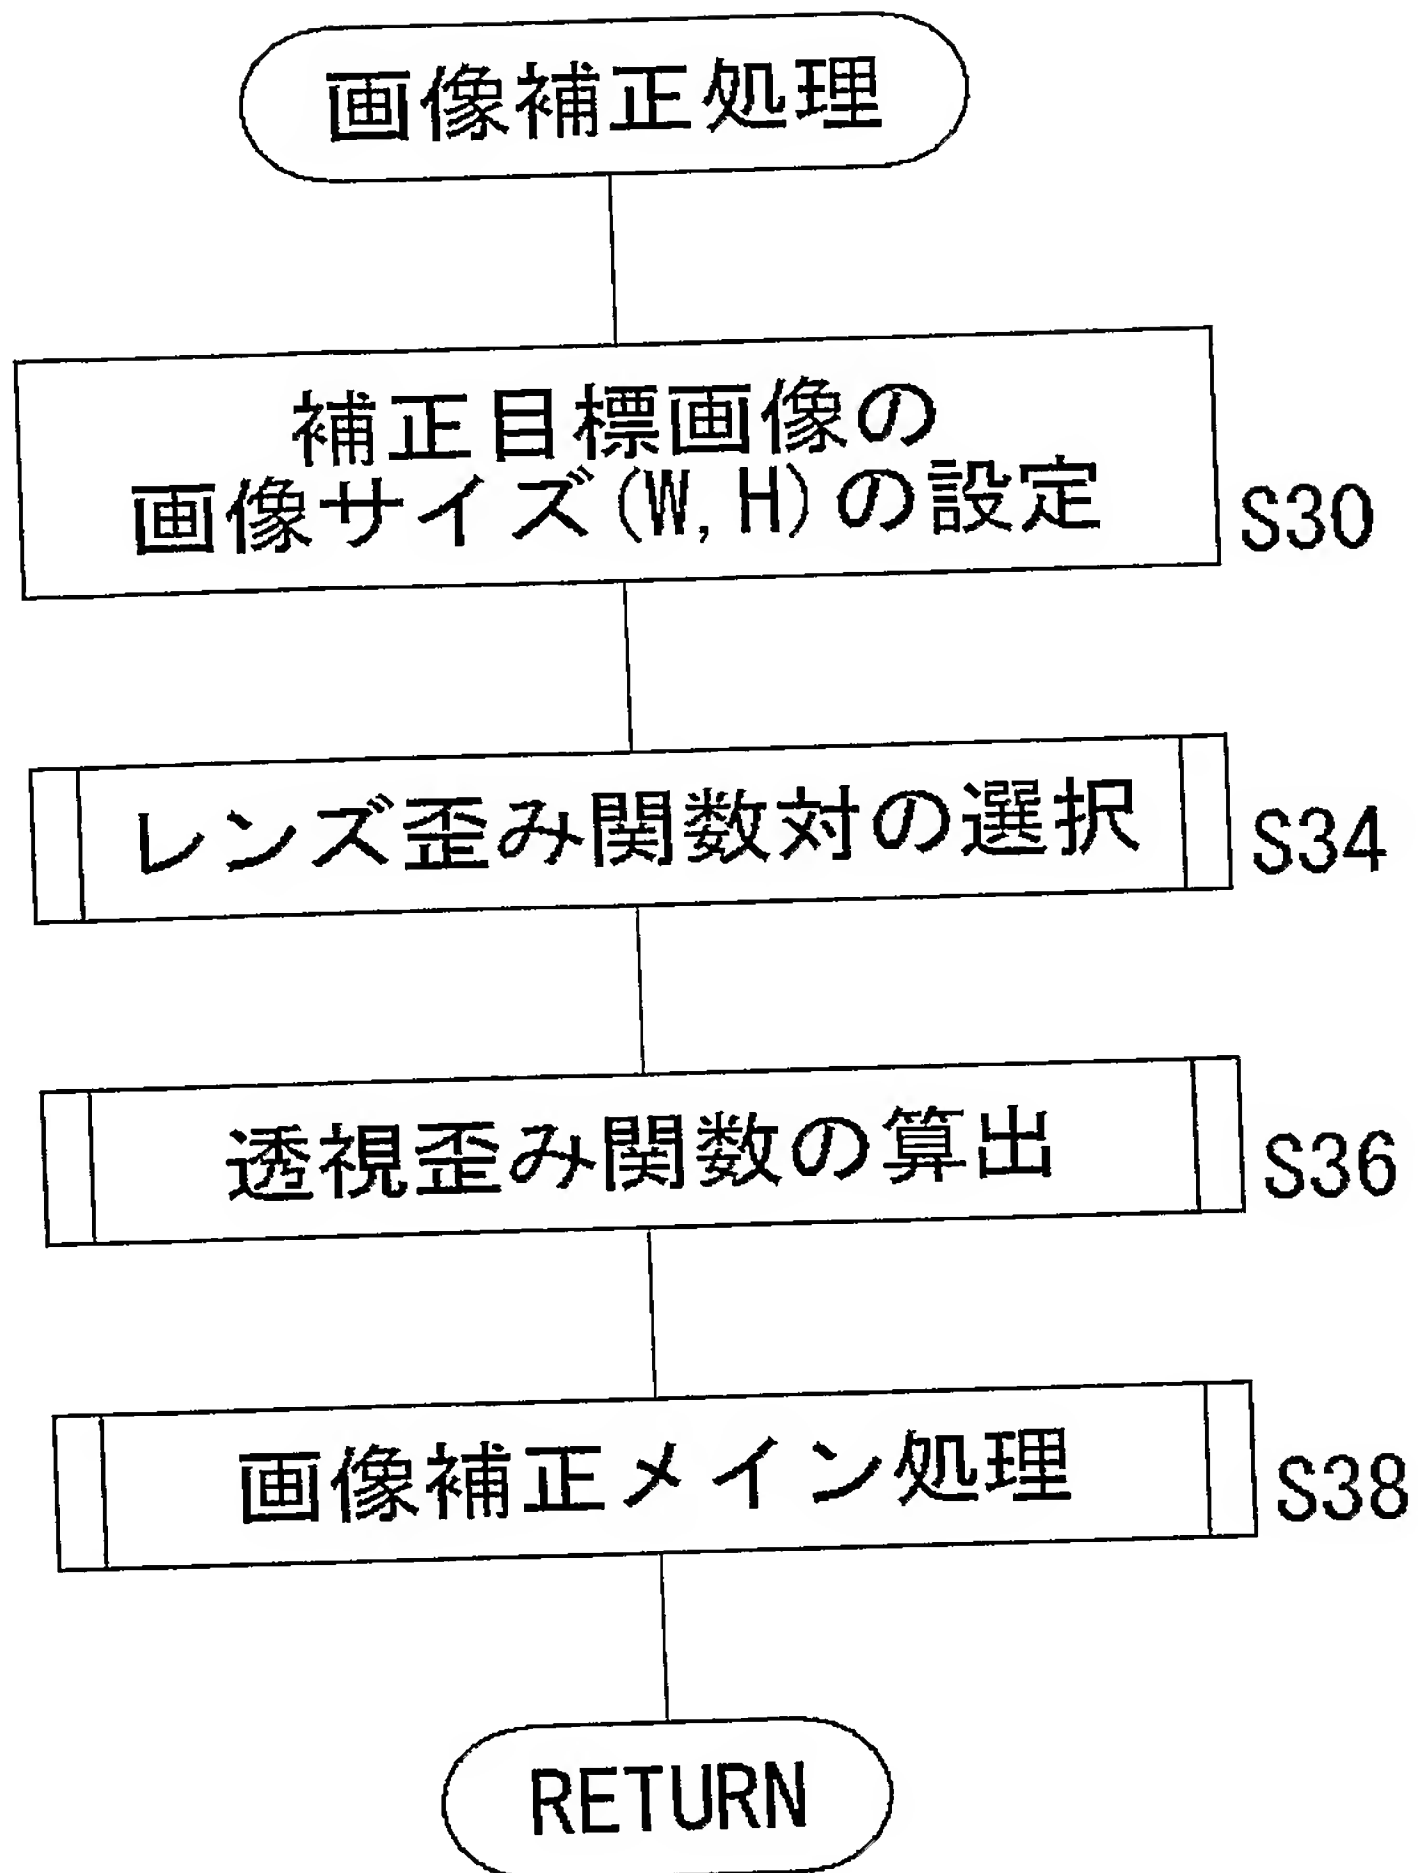 画像補正処理
補正目標画像の
画像サイズ(W, H)の設定
S30
レンズ歪み関数対の選択
S34
透視歪み関数の算出
S36
画像補正メイン処理
S38
RETURN